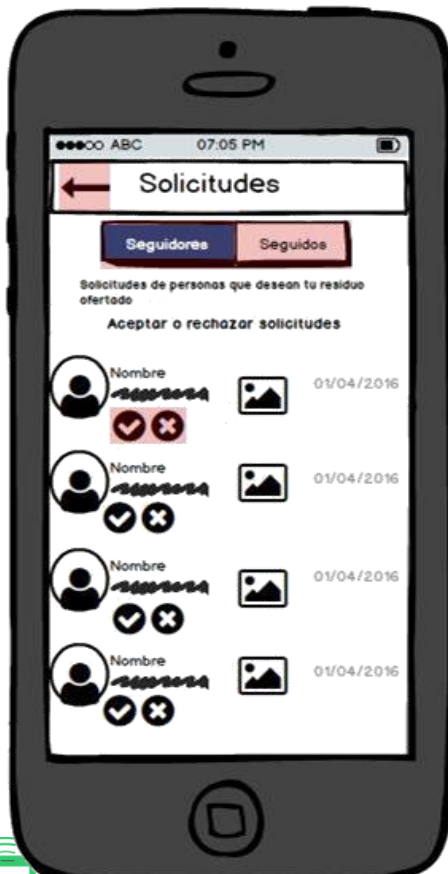 ABC 07:05 PM
Solicitudes
Seguidores Seguidos
Solicitudes de personas que desean tu residuo
ofertado
Aceptar o rechazar solicitudes
Nombre
01/04/2016
Nombre
01/04/2016
Nombre
01/04/2016
Nombre
01/04/2016